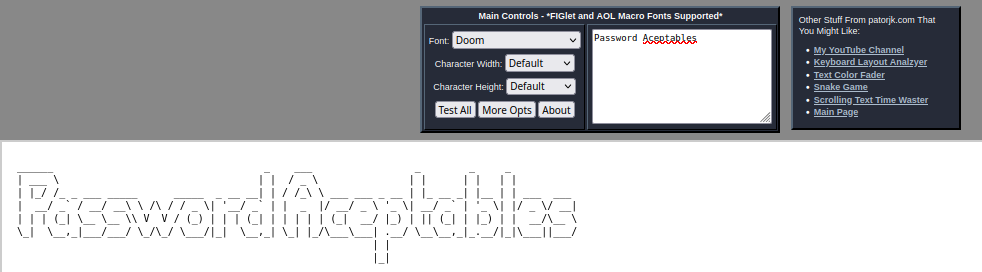 Main Controls - *FIGlet and AOL Macro Fonts Supported*
Font: Doom
Character Width: Default
Character Height: Default
Test All More Opts About
Password Aceptables
Other Stuff From patorjk.com That
You Might Like:
My YouTube Channel
Keyboard Layout Analzyer
Text Color Fader
Snake Game
Scrolling Text Time Waster
Main Page
Password Aceptables